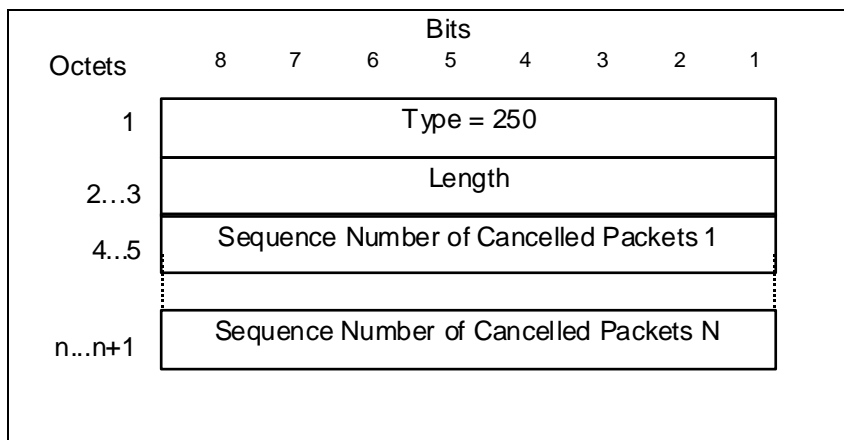 Bits
Octets 8 7 6 5 4 3 2 1
1 Type = 250
2...3 Length
4...5 Sequence Number of Cancelled Packets 1
n...n+1 Sequence Number of Cancelled Packets N